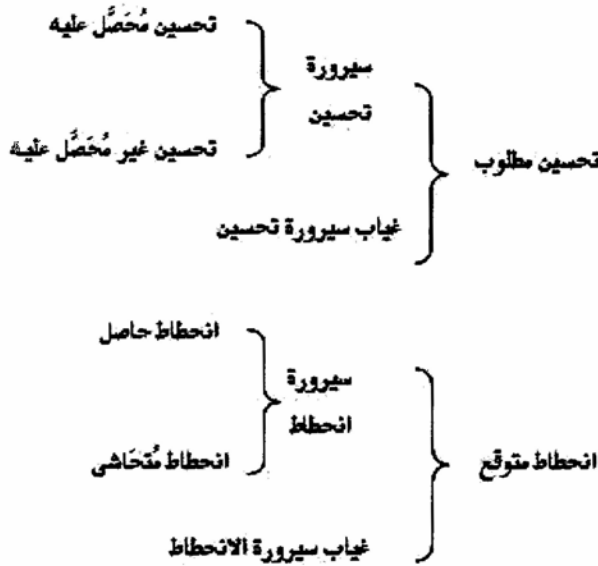 تحسين مُحَصَّل عليه
سيرورة
تحسين
تحسين غير مُحَصَّل عليه
تحسين مطلوب
غياب سيرورة تحسين
انحطاط حاصل
سيرورة
انحطاط
انحطاط مُتحَاشى
انحطاط متوقع
غياب سيرورة الانحطاط